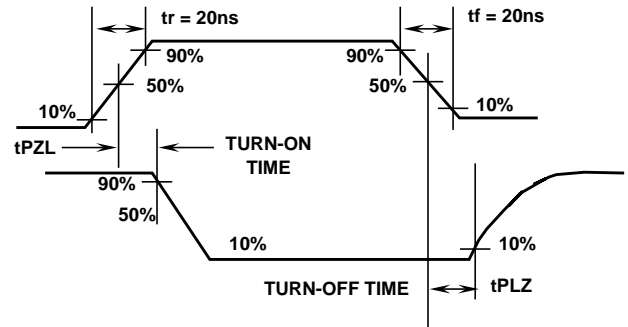 tr = 20ns
tf = 20ns
90%
90%
50%
50%
10%
10%
tPZL
TURN-ON
TIME
90%
50%
10%
10%
TURN-OFF TIME
tPLZ